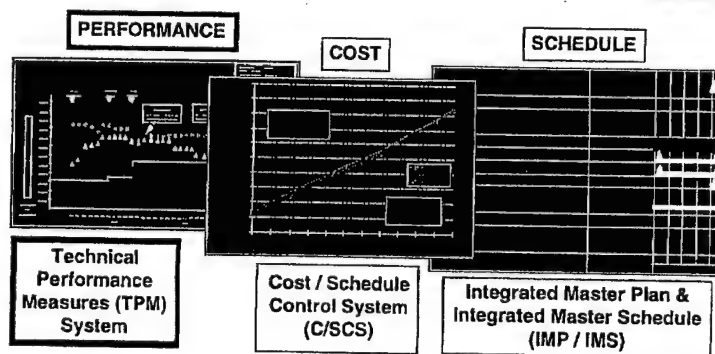 PERFORMANCE
COST
SCHEDULE
Technical
Performance
Measures (TPM)
System
Cost / Schedule
Control System
(C/SCS)
Integrated Master Plan &
Integrated Master Schedule
(IMP / IMS)